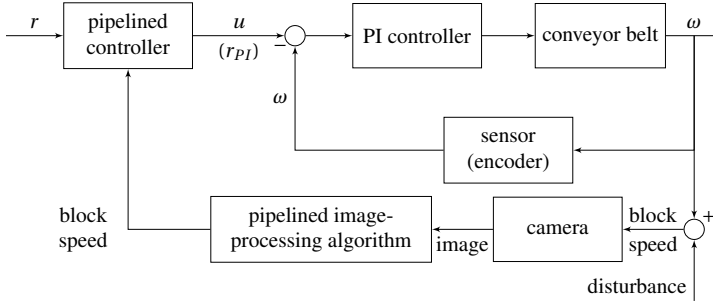 r
pipelined
controller
u
(r_PI)
−
PI controller
conveyor belt
ω
ω
sensor
(encoder)
block
speed
pipelined image-
processing algorithm
image
camera
block
speed
+
disturbance